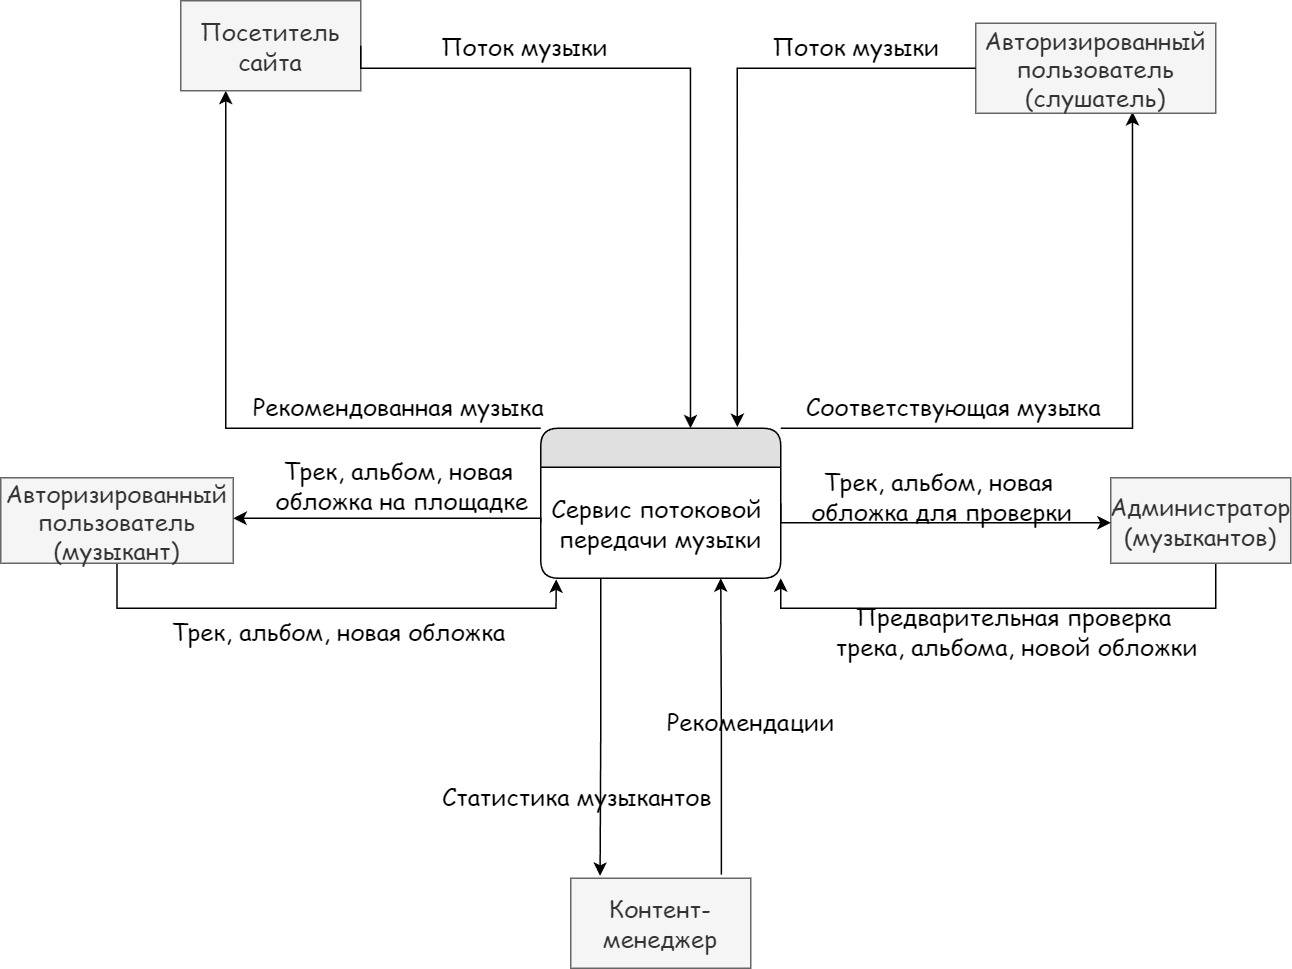 Посетитель
сайта
Поток музыки
Поток музыки
Авторизированный
пользователь
(слушатель)
Рекомендованная музыка
Соответствующая музыка
Авторизированный
пользователь
(музыкант)
Трек, альбом, новая
обложка на площадке
Сервис потоковой
передачи музыки
Трек, альбом, новая
обложка для проверки
Администратор
(музыкантов)
Трек, альбом, новая обложка
Предварительная проверка
трека, альбома, новой обложки
Рекомендации
Статистика музыкантов
Контент-
менеджер